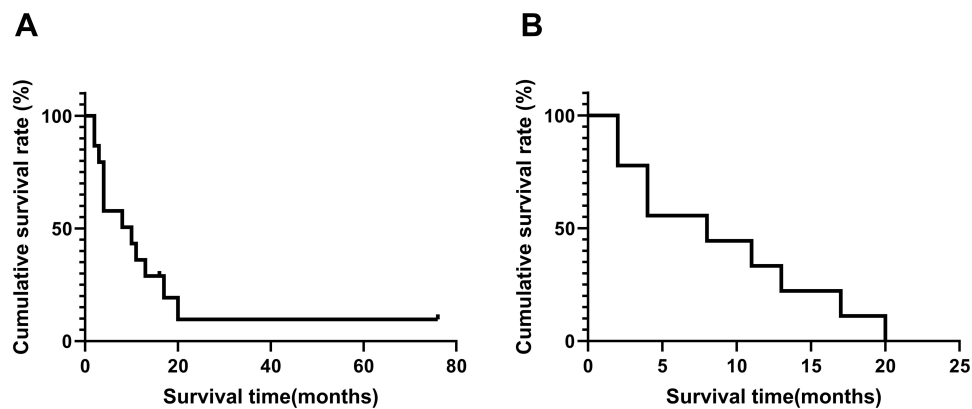 A
B
Cumulative survival rate (%)
100
50
0
0 20 40 60 80
Survival time(months)
Cumulative survival rate (%)
100
50
0
0 5 10 15 20 25
Survival time(months)